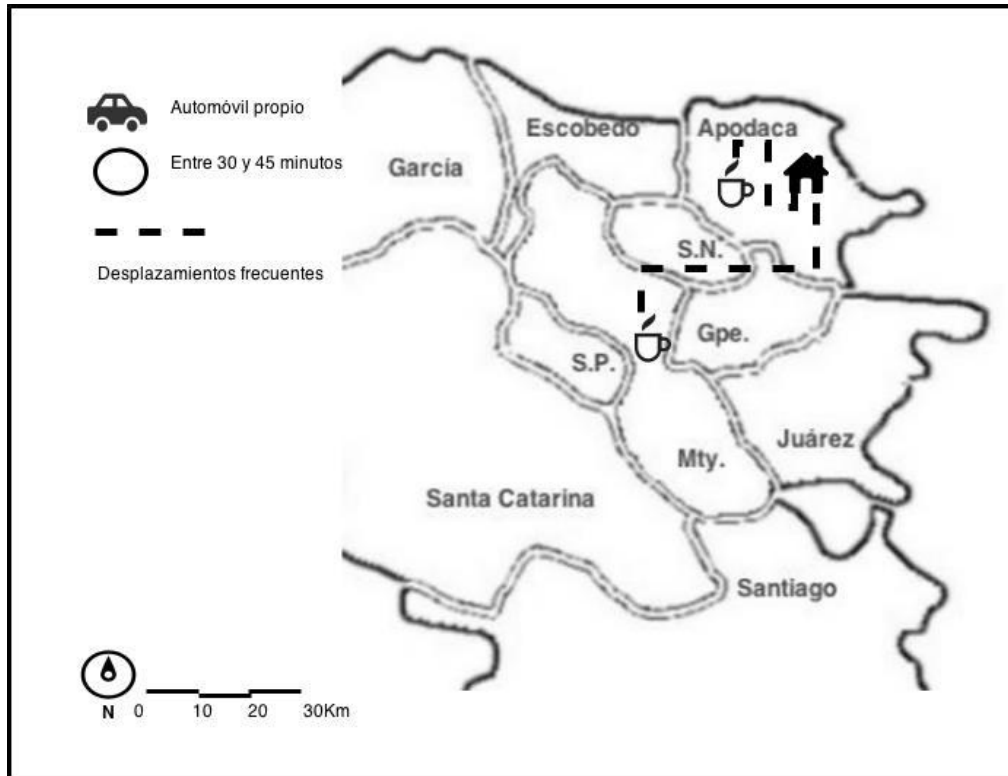 Automóvil propio
Entre 30 y 45 minutos
Desplazamientos frecuentes
Escobedo
Apodaca
García
S.N.
Gpe.
S.P.
Juárez
Mty.
Santa Catarina
Santiago
N 0 10 20 30Km